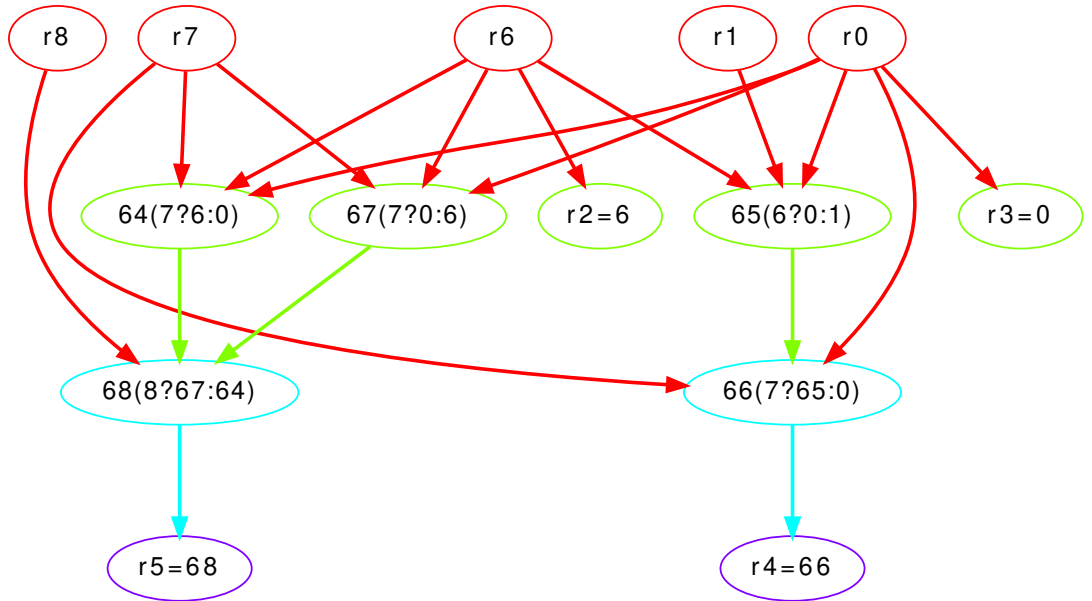 r8
r7
r6
r1
r0
64(7?6:0)
67(7?0:6)
r2=6
65(6?0:1)
r3=0
68(8?67:64)
66(7?65:0)
r5=68
r4=66